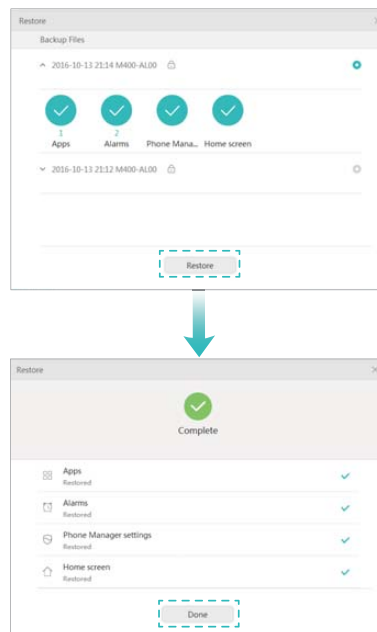 Restore
Backup Files
2016-10-13 21:14 M400-AL00
1 2
Apps Alarms Phone Mana... Home screen
2016-10-13 21:12 M400-AL00
Restore
Restore
Complete
Apps
Restored
Alarms
Restored
Phone Manager settings
Restored
Home screen
Restored
Done